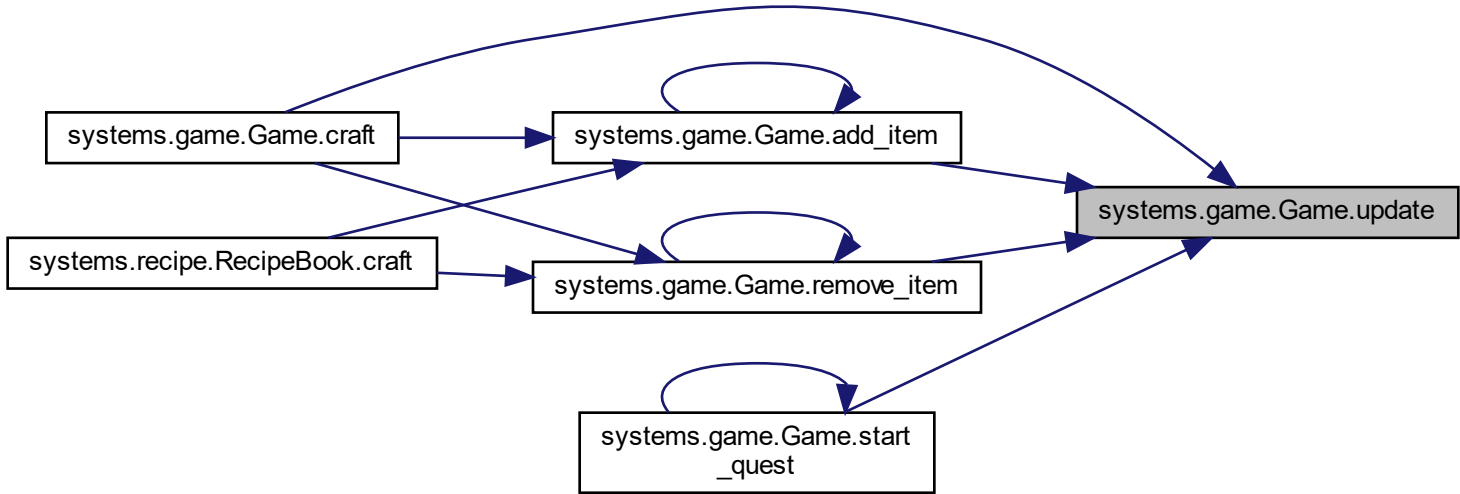 systems.game.Game.craft
systems.game.Game.add_item
systems.game.Game.update
systems.recipe.RecipeBook.craft
systems.game.Game.remove_item
systems.game.Game.start
_quest